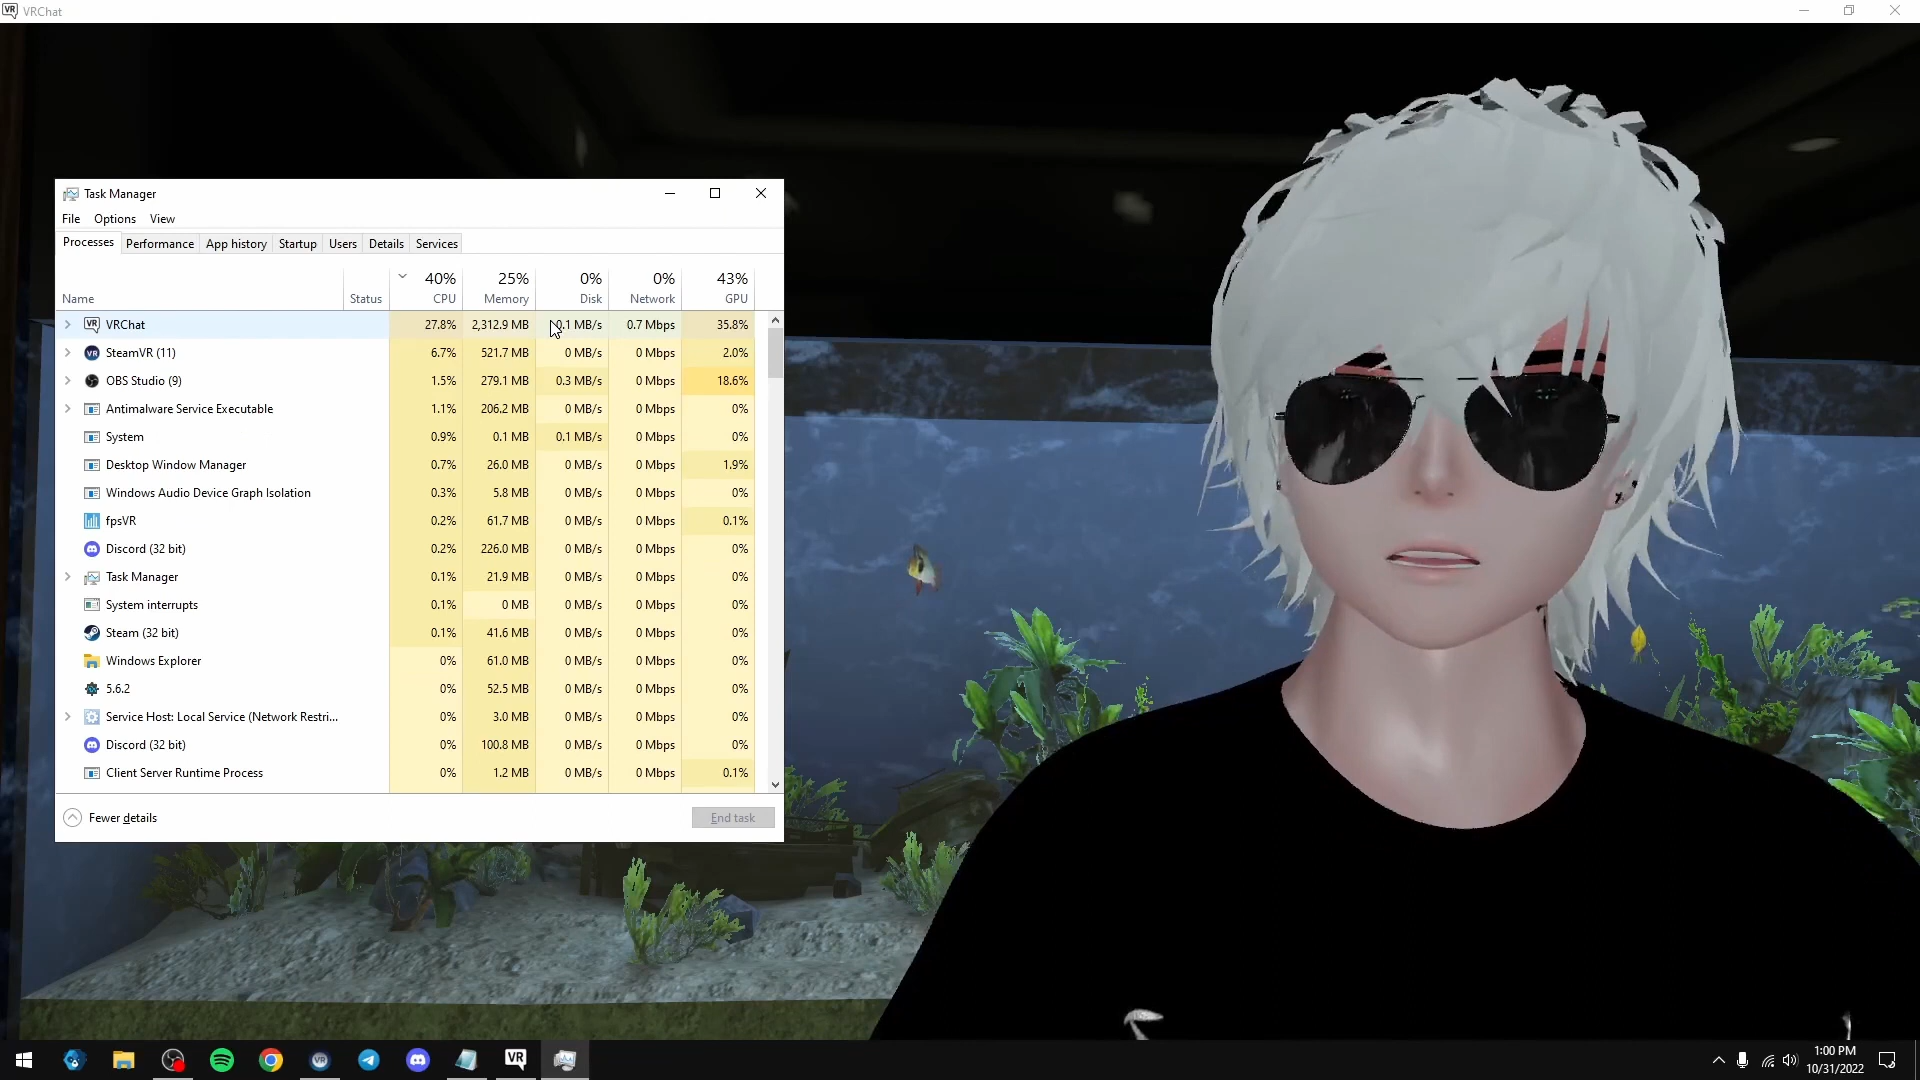 VRChat
Task Manager
File Options View
Processes Performance App history Startup Users Details Services
40% 25% 0% 0% 43%
Name Status CPU Memory Disk Network GPU
VRChat 27.8% 2,312.9 MB 0.1 MB/s 0.7 Mbps 35.8%
SteamVR (11) 6.7% 521.7 MB 0 MB/s 0 Mbps 2.0%
OBS Studio (9) 1.5% 279.1 MB 0.3 MB/s 0 Mbps 18.6%
Antimalware Service Executable 1.1% 206.2 MB 0 MB/s 0 Mbps 0%
System 0.9% 0.1 MB 0.1 MB/s 0 Mbps 0%
Desktop Window Manager 0.7% 26.0 MB 0 MB/s 0 Mbps 1.9%
Windows Audio Device Graph Isolation 0.3% 5.8 MB 0 MB/s 0 Mbps 0%
fpsVR 0.2% 61.7 MB 0 MB/s 0 Mbps 0.1%
Discord (32 bit) 0.2% 226.0 MB 0 MB/s 0 Mbps 0%
Task Manager 0.1% 21.9 MB 0 MB/s 0 Mbps 0%
System interrupts 0.1% 0 MB 0 MB/s 0 Mbps 0%
Steam (32 bit) 0.1% 41.6 MB 0 MB/s 0 Mbps 0%
Windows Explorer 0% 61.0 MB 0 MB/s 0 Mbps 0%
5.6.2 0% 52.5 MB 0 MB/s 0 Mbps 0%
Service Host: Local Service (Network Restri... 0% 3.0 MB 0 MB/s 0 Mbps 0%
Discord (32 bit) 0% 100.8 MB 0 MB/s 0 Mbps 0%
Client Server Runtime Process 0% 1.2 MB 0 MB/s 0 Mbps 0.1%
Fewer details End task
1:00 PM
10/31/2022